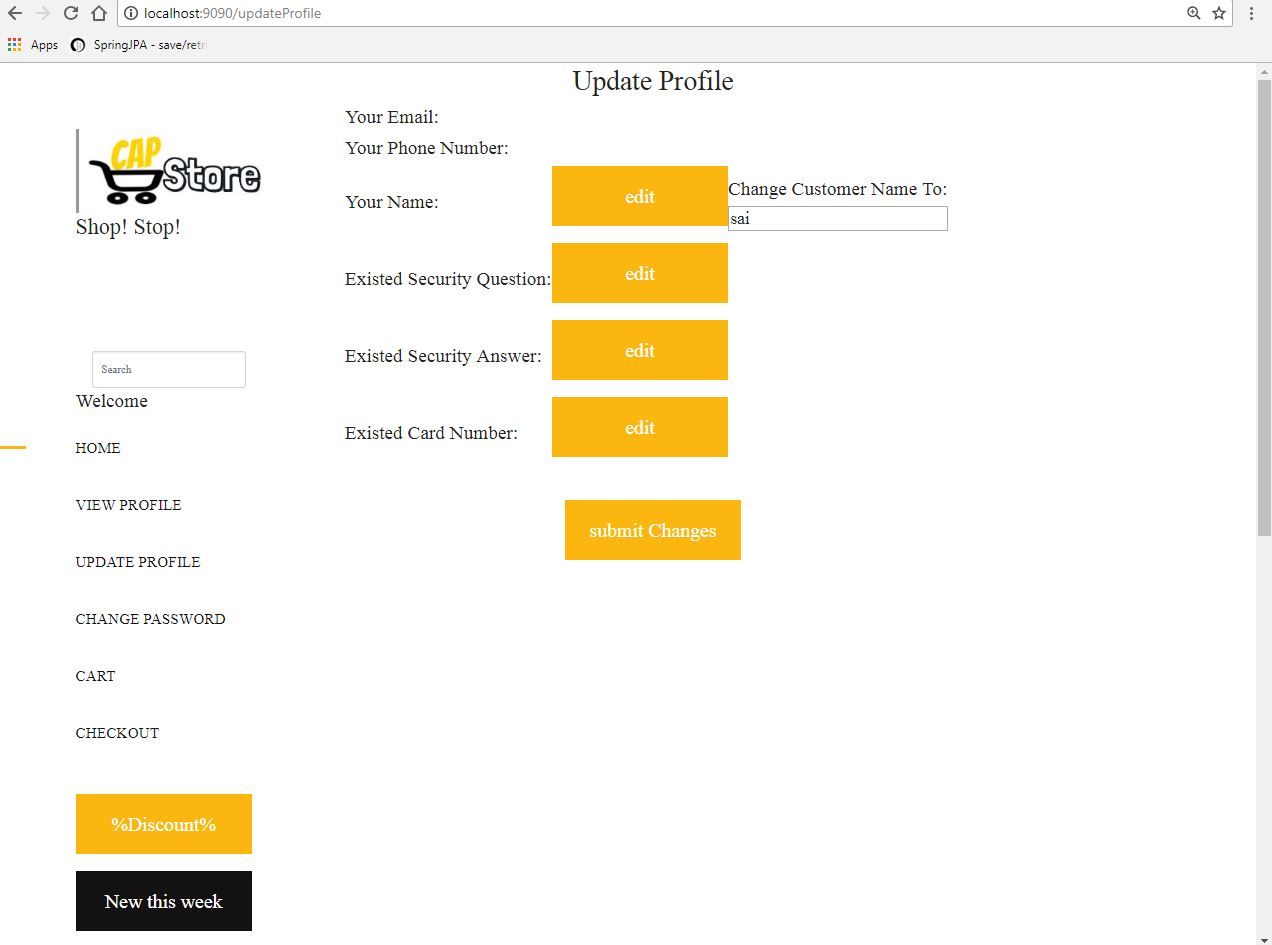 localhost:9090/updateProfile
Apps SpringJPA - save/retri
Update Profile
CAP
Store
Shop! Stop!
Search
Welcome
HOME
VIEW PROFILE
UPDATE PROFILE
CHANGE PASSWORD
CART
CHECKOUT
%Discount%
New this week
Your Email:
Your Phone Number:
Your Name: edit Change Customer Name To:
sai
Existed Security Question: edit
Existed Security Answer: edit
Existed Card Number: edit
submit Changes